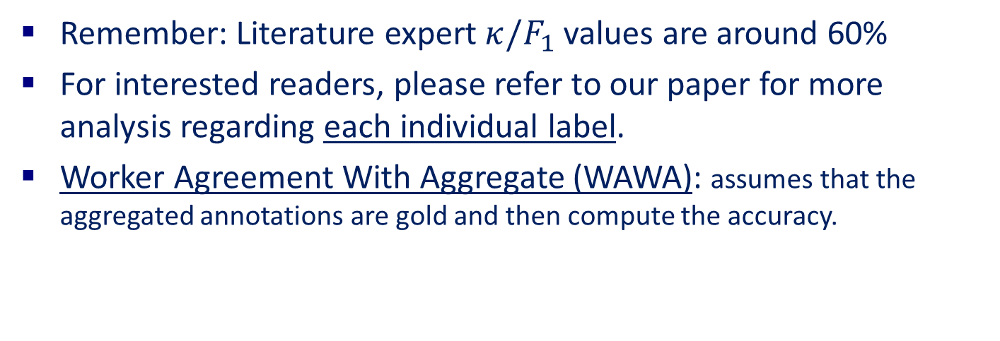 ▪ Remember: Literature expert κ/F₁ values are around 60%
▪ For interested readers, please refer to our paper for more
analysis regarding each individual label.
▪ Worker Agreement With Aggregate (WAWA): assumes that the
aggregated annotations are gold and then compute the accuracy.